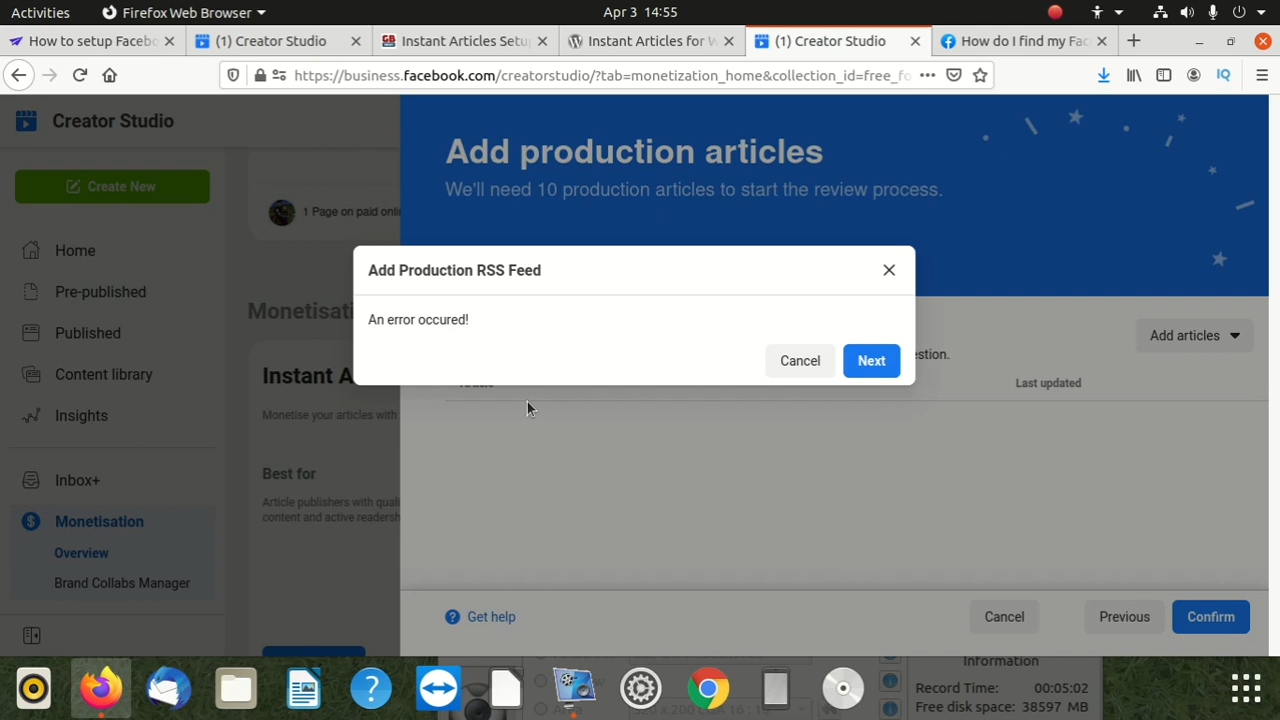 Activities
Firefox Web Browser
Apr 3 14:55
How to setup Facebo
(1) Creator Studio
Instant Articles Setu
Instant Articles for W
(1) Creator Studio
How do I find my Fac
https://business.facebook.com/creatorstudio/?tab=monetization_home&collection_id=free_fo
IQ
Creator Studio
Create New
Home
Pre-published
Published
Content library
Insights
Inbox+
Monetisation
Overview
Brand Collabs Manager
1 Page on paid onli
Monetisati
Instant A
Monetise your articles with
Best for
Article publishers with quali
content and active readersh
Add production articles
We'll need 10 production articles to start the review process.
Add Production RSS Feed
An error occured!
Cancel
Next
Add articles
estion.
Article
Last updated
Get help
Cancel
Previous
Confirm
Information
Record Time: 00:05:02
Free disk space: 38597 MB